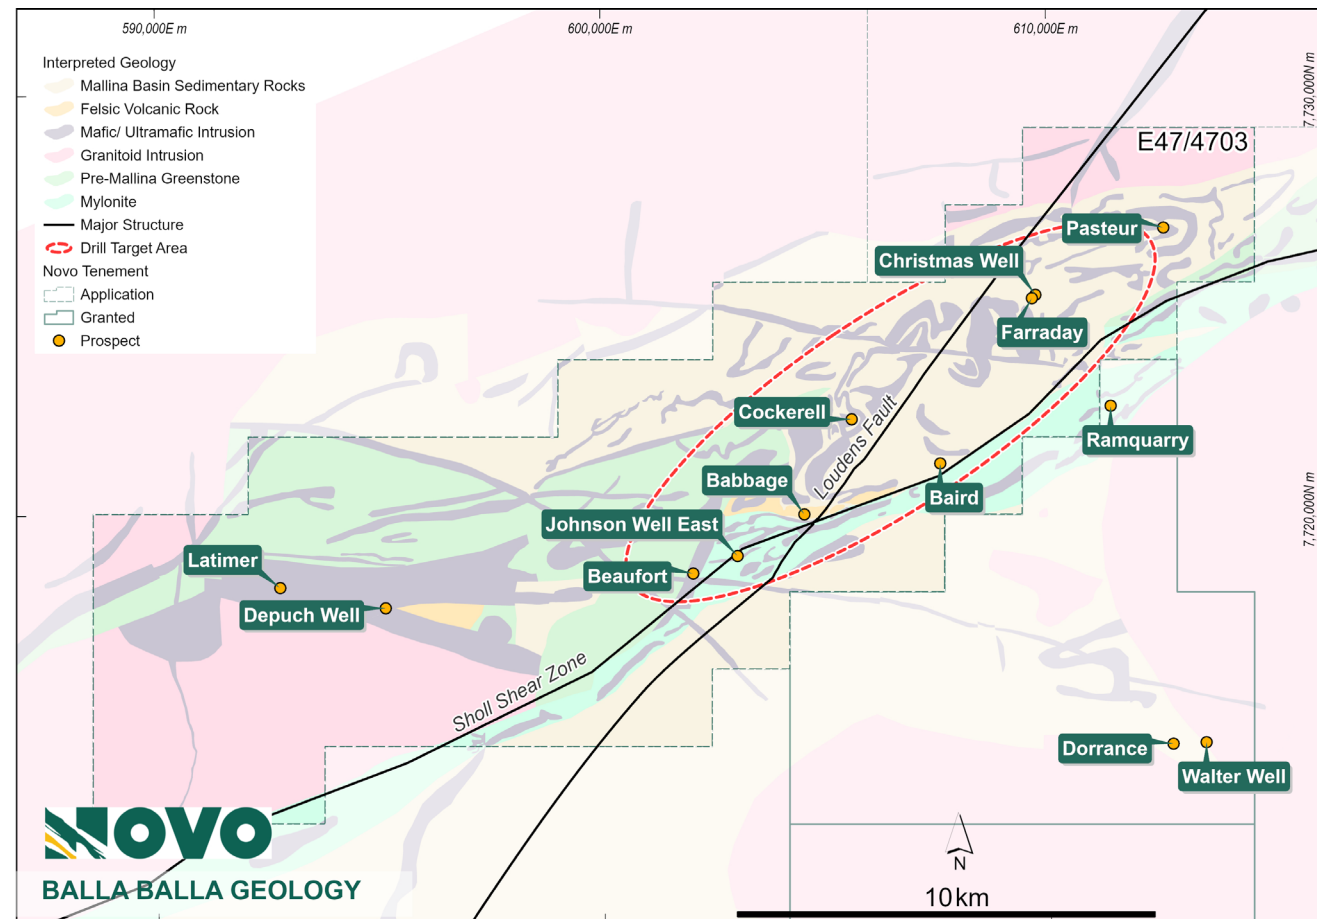 590,000E m
600,000E m
610,000E m
7,730,000N m
7,720,000N m
Interpreted Geology
Mallina Basin Sedimentary Rocks
Felsic Volcanic Rock
Mafic/ Ultramafic Intrusion
Granitoid Intrusion
Pre-Mallina Greenstone
Mylonite
Major Structure
Drill Target Area
Novo Tenement
Application
Granted
Prospect
E47/4703
Pasteur
Christmas Well
Farraday
Cockerell
Loudens Fault
Ramquarry
Babbage
Baird
Johnson Well East
Latimer
Beaufort
Depuch Well
Sholl Shear Zone
Dorrance
Walter Well
NOVO
BALLA BALLA GEOLOGY
N
10km